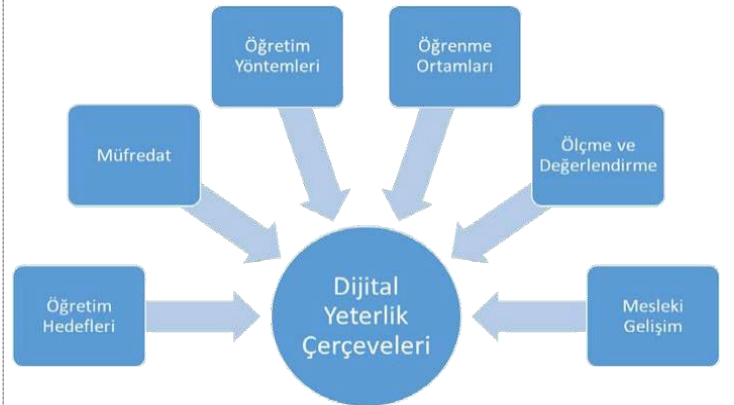 Öğretim
Yöntemleri
Öğrenme
Ortamları
Müfredat
Ölçme ve
Değerlendirme
Öğretim
Hedefleri
Dijital
Yeterlik
Çerçeveleri
Mesleki
Gelişim